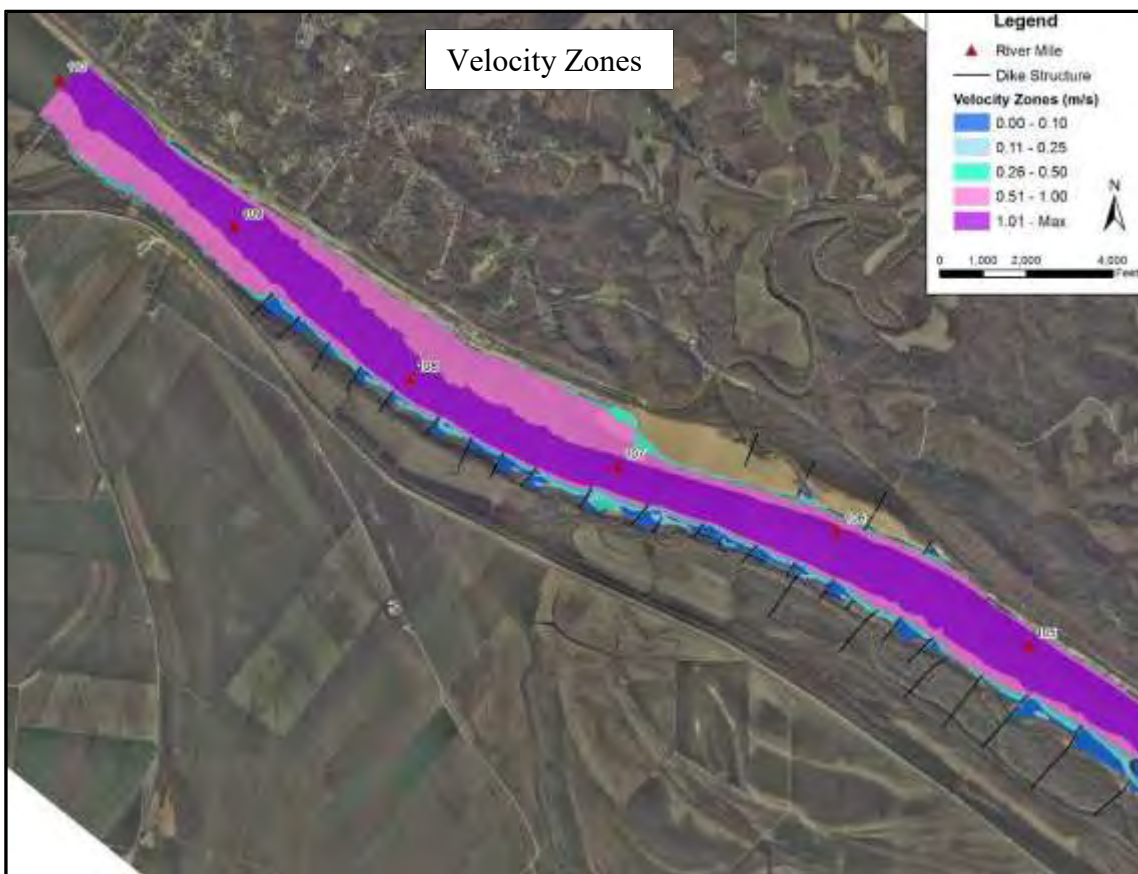 Velocity Zones
Legend
River Mile
Dike Structure
Velocity Zones (m/s)
0.00 - 0.10
0.11 - 0.25
0.26 - 0.50
0.51 - 1.00
1.01 - Max
N
0 1,000 2,000 4,000
Feet
107
105